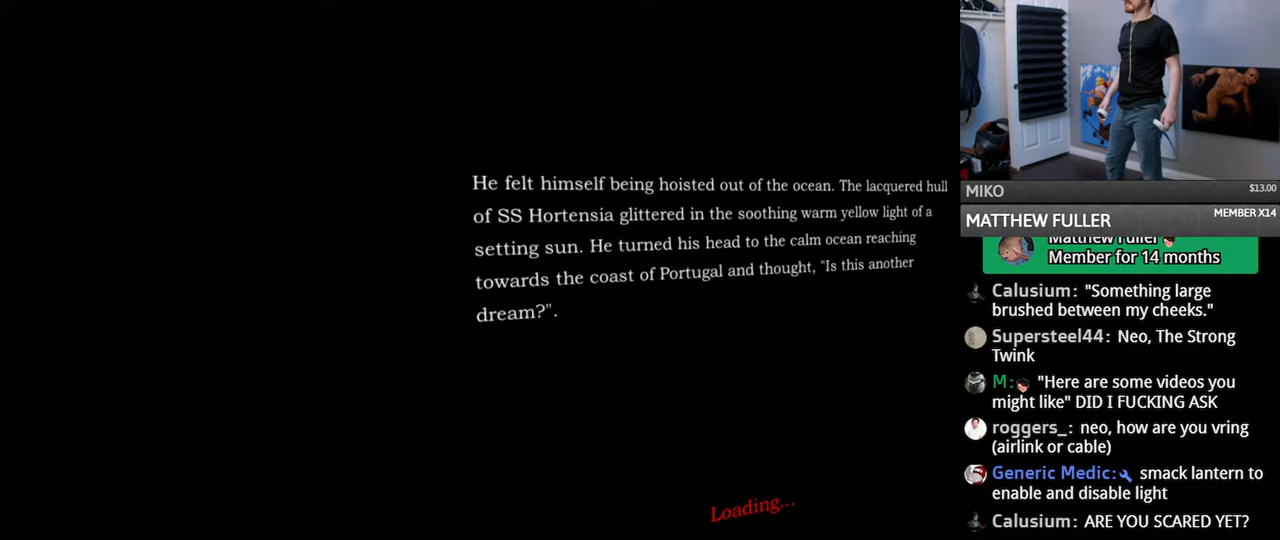 He felt himself being hoisted out of the ocean. The lacquered hull
of SS Hortensia glittered in the soothing warm yellow light of a
setting sun. He turned his head to the calm ocean reaching
towards the coast of Portugal and thought, "Is this another
dream?".
Loading...
MIKO
$13.00
MATTHEW FULLER
MEMBER X14
Matthew Fuller
Member for 14 months
Calusium: "Something large
brushed between my cheeks."
Supersteel44: Neo, The Strong
Twink
M: "Here are some videos you
might like" DID I FUCKING ASK
roggers_: neo, how are you vring
(airlink or cable)
Generic Medic: smack lantern to
enable and disable light
Calusium: ARE YOU SCARED YET?